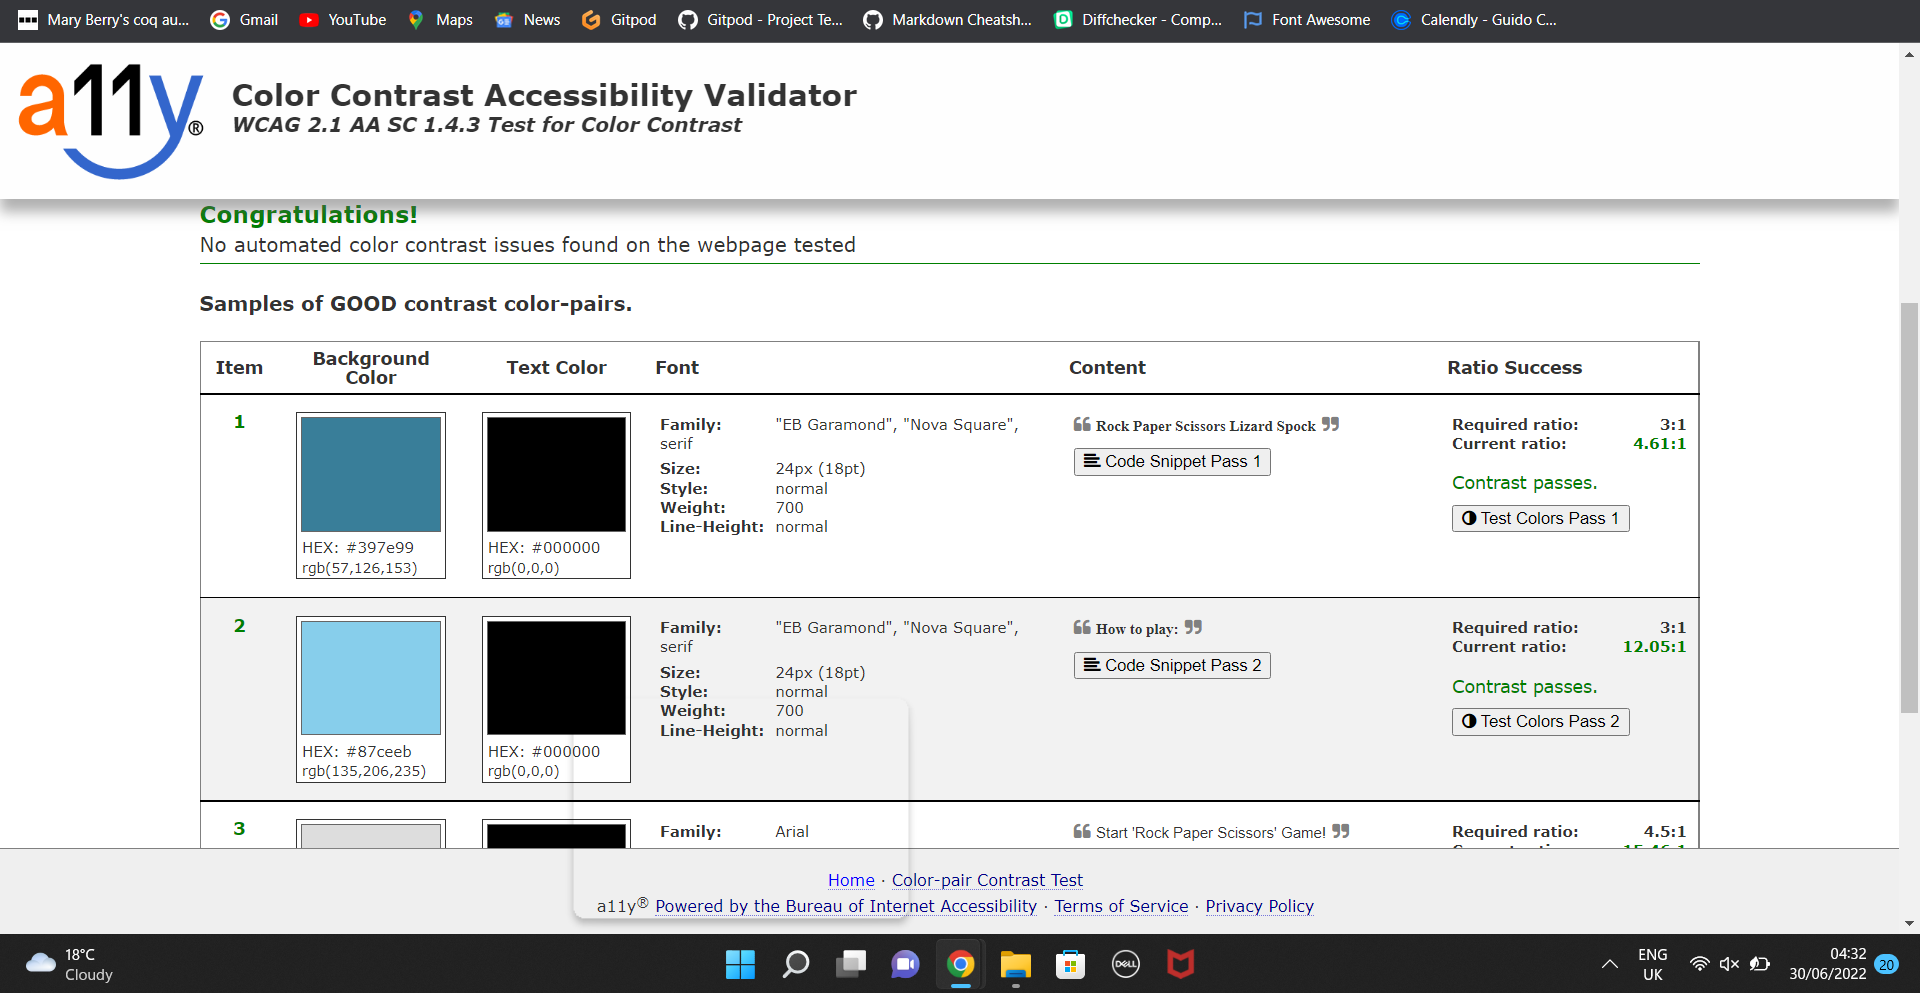 Mary Berry's coq au...
Gmail
YouTube
Maps
News
Gitpod
Gitpod - Project Te...
Markdown Cheatsh...
Diffchecker - Comp...
Font Awesome
Calendly - Guido C...
a11y®
Color Contrast Accessibility Validator
WCAG 2.1 AA SC 1.4.3 Test for Color Contrast
Congratulations!
No automated color contrast issues found on the webpage tested
Samples of GOOD contrast color-pairs.
Item Background Color Text Color Font Content Ratio Success
1
HEX: #397e99
rgb(57,126,153)
HEX: #000000
rgb(0,0,0)
Family: "EB Garamond", "Nova Square",
serif
Size: 24px (18pt)
Style: normal
Weight: 700
Line-Height: normal
❝ Rock Paper Scissors Lizard Spock ❞
Code Snippet Pass 1
Required ratio: 3:1
Current ratio: 4.61:1
Contrast passes.
Test Colors Pass 1
2
HEX: #87ceeb
rgb(135,206,235)
HEX: #000000
rgb(0,0,0)
Family: "EB Garamond", "Nova Square",
serif
Size: 24px (18pt)
Style: normal
Weight: 700
Line-Height: normal
❝ How to play: ❞
Code Snippet Pass 2
Required ratio: 3:1
Current ratio: 12.05:1
Contrast passes.
Test Colors Pass 2
3
Family: Arial
❝ Start 'Rock Paper Scissors' Game! ❞
Required ratio: 4.5:1
Home · Color-pair Contrast Test
a11y® Powered by the Bureau of Internet Accessibility · Terms of Service · Privacy Policy
18°C
Cloudy
DELL
ENG
UK
04:32
30/06/2022
20